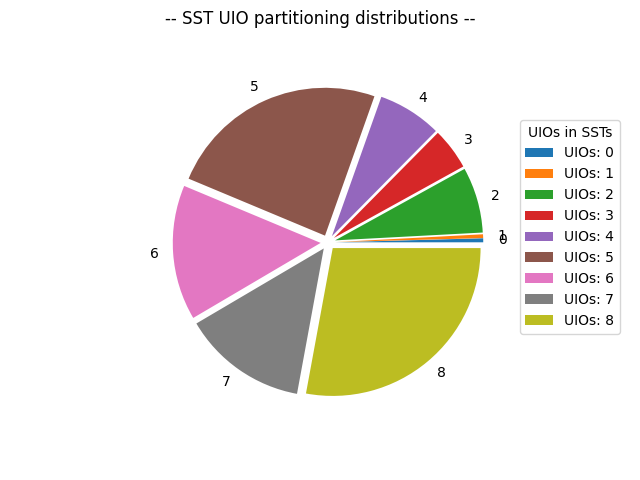 -- SST UIO partitioning distributions --
5
4
3
2
1
0
6
7
8
UIOs in SSTs
UIOs: 0
UIOs: 1
UIOs: 2
UIOs: 3
UIOs: 4
UIOs: 5
UIOs: 6
UIOs: 7
UIOs: 8